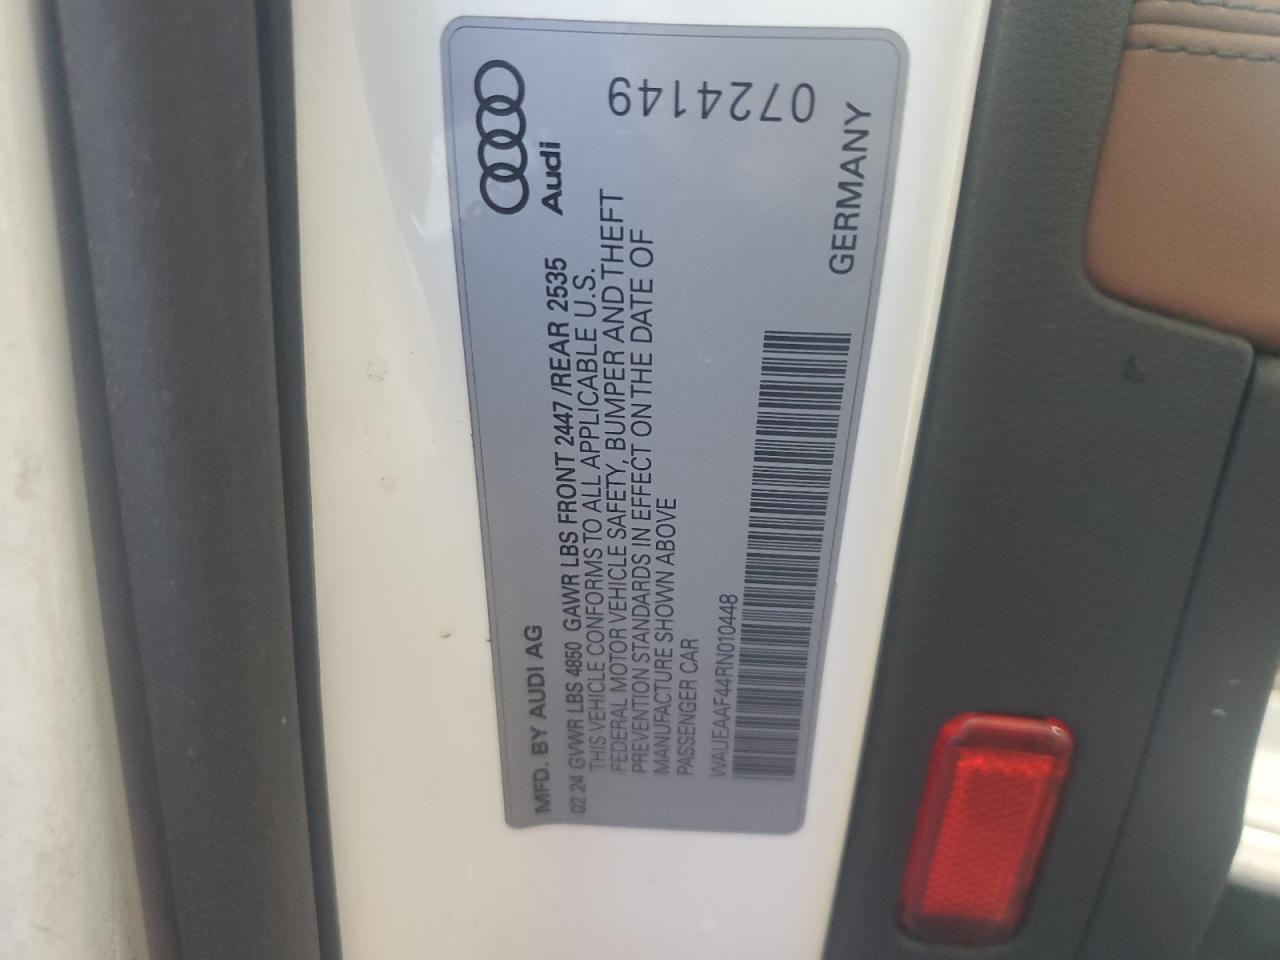 MFD. BY AUDI AG
Audi
02.24 GVWR LBS 4850 GAWR LBS FRONT 2447 /REAR 2535
THIS VEHICLE CONFORMS TO ALL APPLICABLE U.S.
FEDERAL MOTOR VEHICLE SAFETY, BUMPER AND THEFT
PREVENTION STANDARDS IN EFFECT ON THE DATE OF
MANUFACTURE SHOWN ABOVE
PASSENGER CAR
WAUEAAF44RN010448
0724149
GERMANY